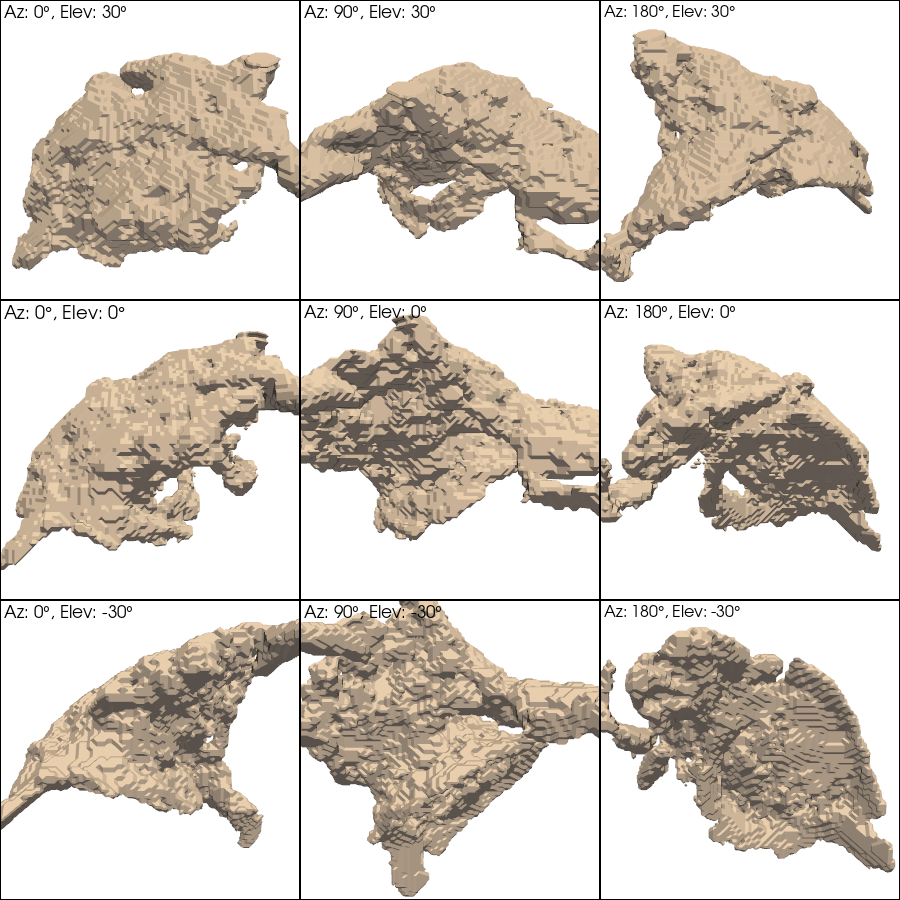 Az: 0°, Elev: 30°
Az: 90°, Elev: 30°
Az: 180°, Elev: 30°
Az: 0°, Elev: 0°
Az: 90°, Elev: 0°
Az: 180°, Elev: 0°
Az: 0°, Elev: -30°
Az: 90°, Elev: -30°
Az: 180°, Elev: -30°